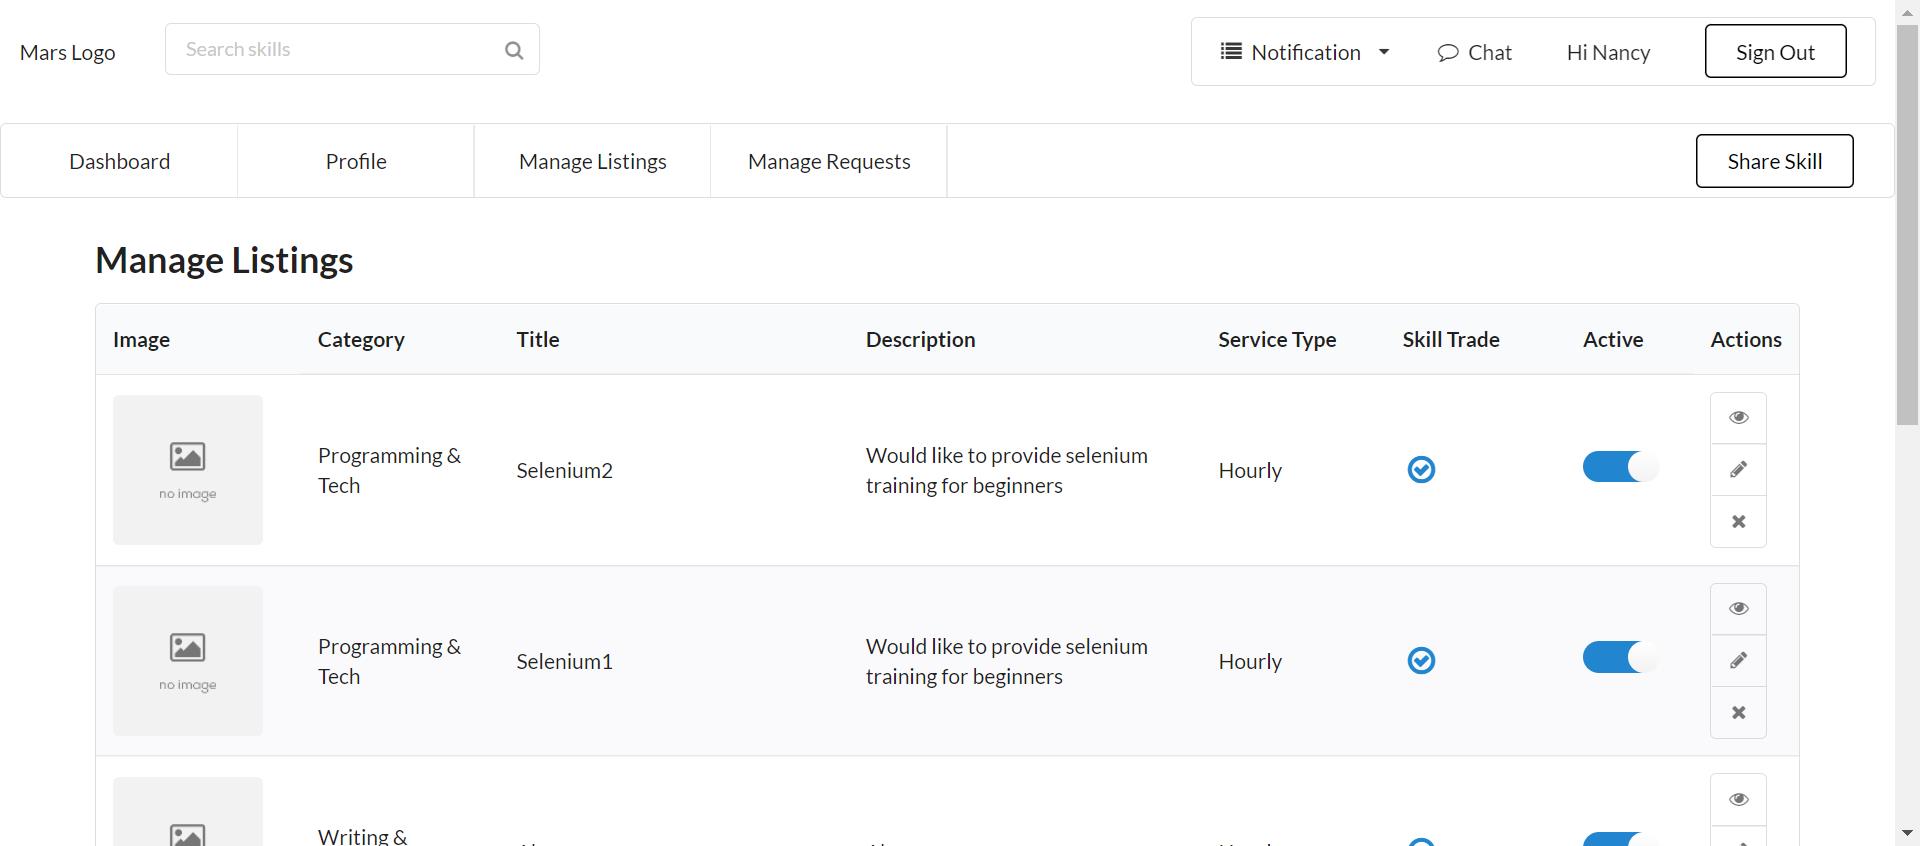 Mars Logo
Search skills
Notification
Chat
Hi Nancy
Sign Out
Dashboard
Profile
Manage Listings
Manage Requests
Share Skill
Manage Listings
Image
Category
Title
Description
Service Type
Skill Trade
Active
Actions
no image
Programming &
Tech
Selenium2
Would like to provide selenium
training for beginners
Hourly
no image
Programming &
Tech
Selenium1
Would like to provide selenium
training for beginners
Hourly
Writing &